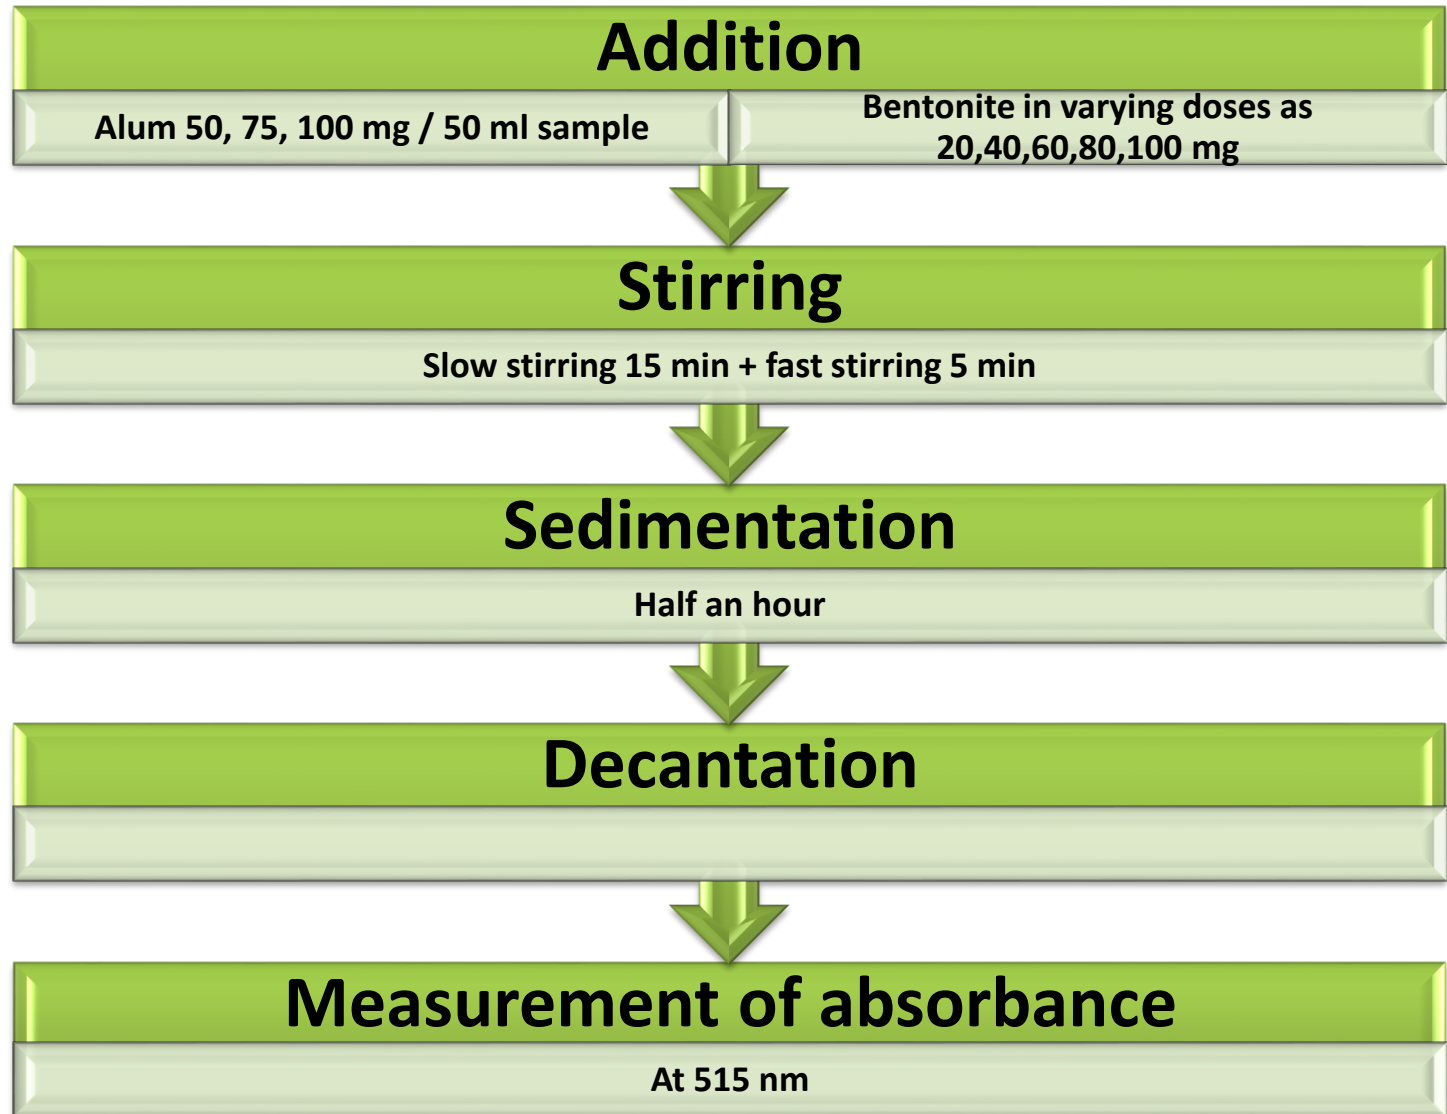 Addition
Alum 50, 75, 100 mg / 50 ml sample
Bentonite in varying doses as
20,40,60,80,100 mg
Stirring
Slow stirring 15 min + fast stirring 5 min
Sedimentation
Half an hour
Decantation
Measurement of absorbance
At 515 nm